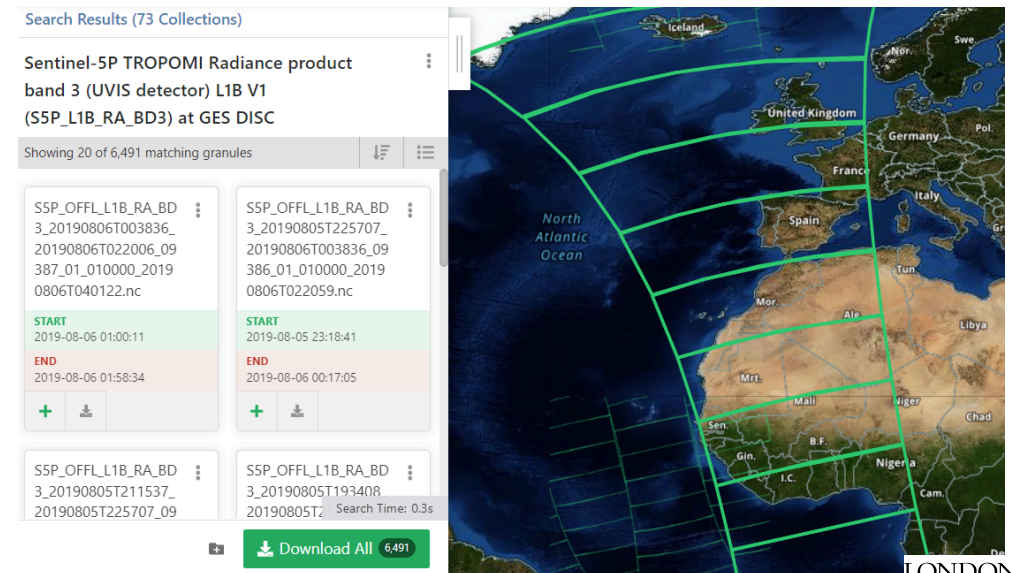 Search Results (73 Collections)
Sentinel-5P TROPOMI Radiance product
band 3 (UVIS detector) L1B V1
(S5P_L1B_RA_BD3) at GES DISC
Showing 20 of 6,491 matching granules
S5P_OFFL_L1B_RA_BD
3_20190806T003836_
20190806T022006_09
387_01_010000_2019
0806T040122.nc
START
2019-08-06 01:00:11
END
2019-08-06 01:58:34
S5P_OFFL_L1B_RA_BD
3_20190805T225707_
20190806T003836_09
386_01_010000_2019
0806T022059.nc
START
2019-08-05 23:18:41
END
2019-08-06 00:17:05
S5P_OFFL_L1B_RA_BD
3_20190805T211537_
20190805T225707_09
S5P_OFFL_L1B_RA_BD
3_20190805T193408
20190805T2
Search Time: 0.3s
Download All 6,491
Iceland
Swe.
Nor.
United Kingdom
Germany
Pol.
France
Italy
Spain
Gr
North
Atlantic
Ocean
Tun.
Mor.
Alg.
Libya
Mrt.
Mali
Niger
Chad
Sen.
B.F.
Gin.
Nigeria
I.C.
Cam.
De
LONDON